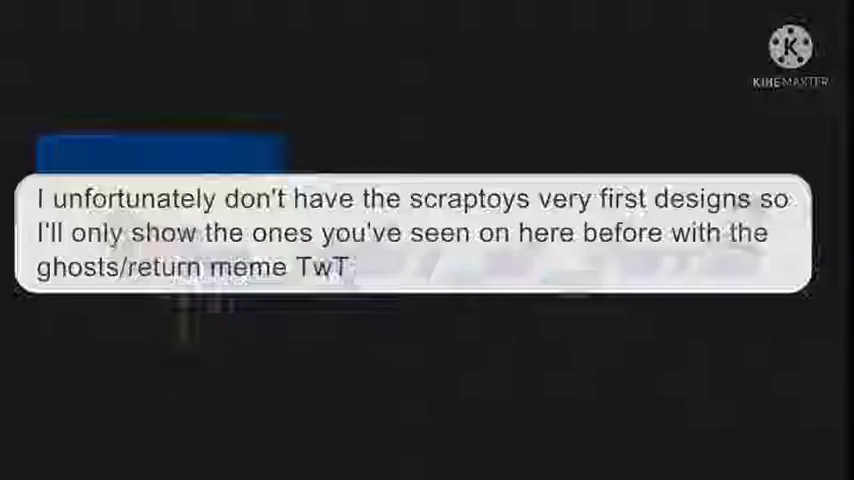 KINEMASTER
I unfortunately don't have the scraptoys very first designs so
I'll only show the ones you've seen on here before with the
ghosts/return meme TwT